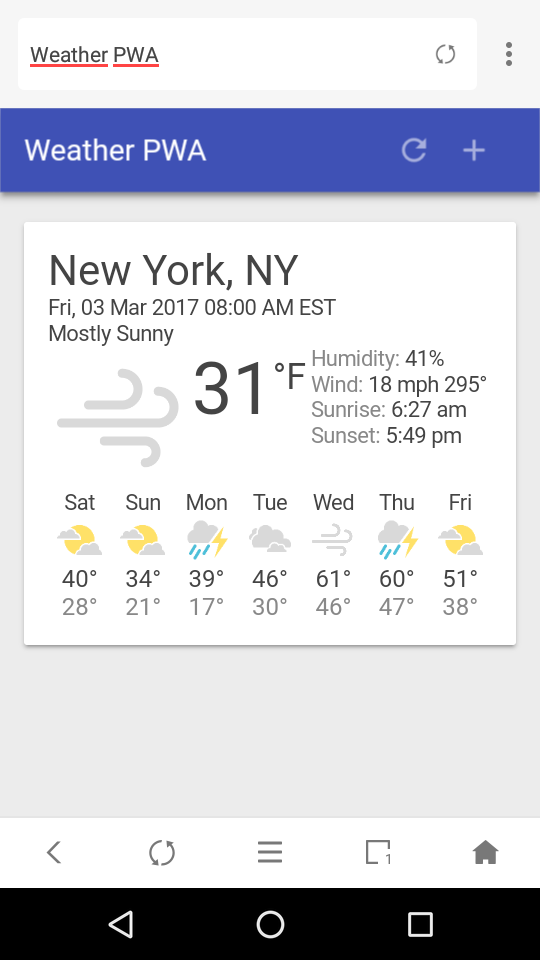 Weather PWA
Weather PWA
New York, NY
Fri, 03 Mar 2017 08:00 AM EST
Mostly Sunny
31 °F
Humidity: 41%
Wind: 18 mph 295°
Sunrise: 6:27 am
Sunset: 5:49 pm
Sat Sun Mon Tue Wed Thu Fri
40° 34° 39° 46° 61° 60° 51°
28° 21° 17° 30° 46° 47° 38°
1